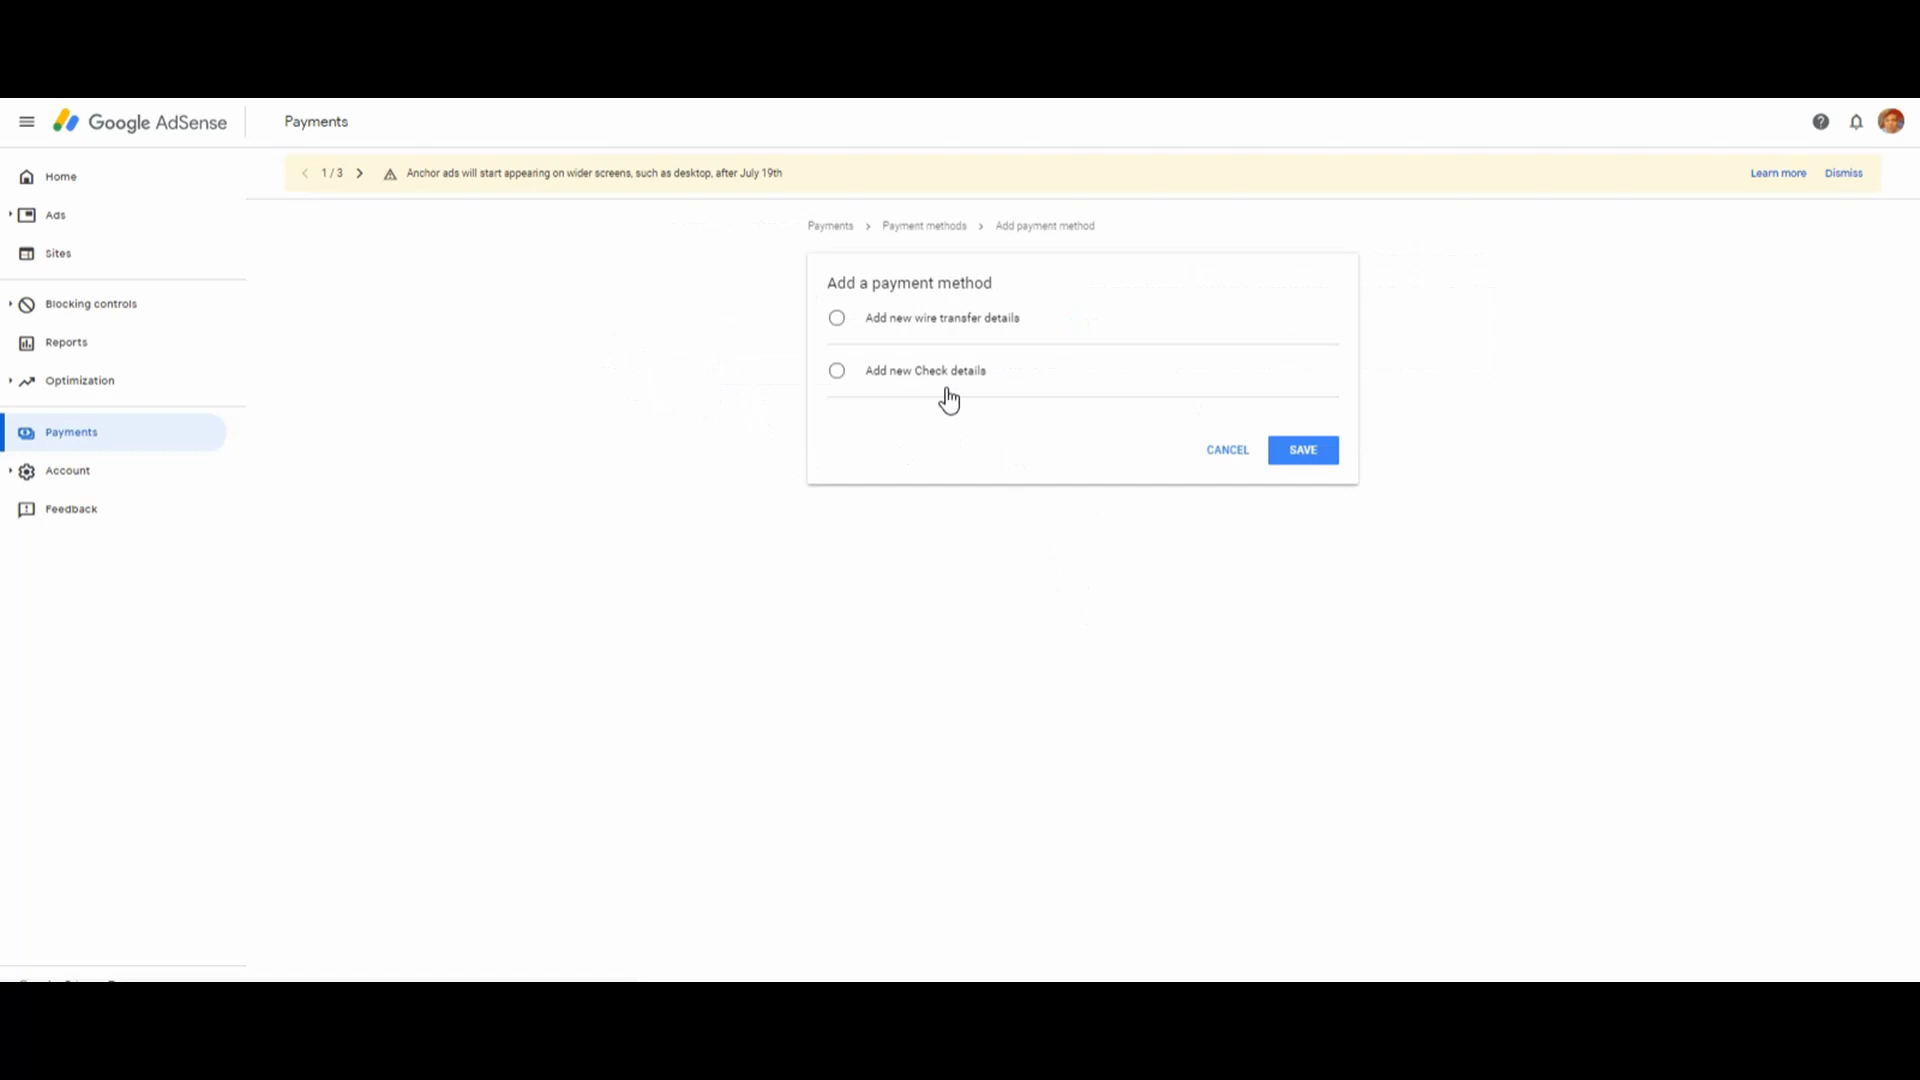 Google AdSense
Payments
1 / 3
Anchor ads will start appearing on wider screens, such as desktop, after July 19th
Learn more
Dismiss
Home
Ads
Sites
Blocking controls
Reports
Optimization
Payments
Account
Feedback
Payments > Payment methods > Add payment method
Add a payment method
Add new wire transfer details
Add new Check details
CANCEL
SAVE